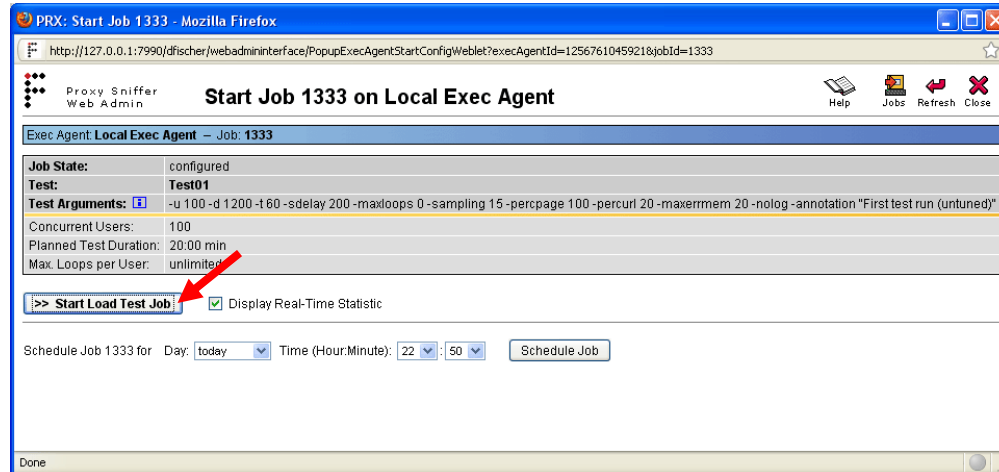 PRX: Start Job 1333 - Mozilla Firefox
http://127.0.0.1:7990/dfischer/webadmininterface/PopupExecAgentStartConfigWeblet?execAgentId=1256761045921&jobId=1333
Proxy Sniffer
Web Admin
Start Job 1333 on Local Exec Agent
Help Jobs Refresh Close
Exec Agent: Local Exec Agent – Job: 1333
Job State: configured
Test: Test01
Test Arguments: i -u 100 -d 1200 -t 60 -sdelay 200 -maxloops 0 -sampling 15 -percpage 100 -percurl 20 -maxerrmem 20 -nolog -annotation "First test run (untuned)"
Concurrent Users: 100
Planned Test Duration: 20:00 min
Max. Loops per User: unlimited
>> Start Load Test Job Display Real-Time Statistic
Schedule Job 1333 for Day: today Time (Hour:Minute): 22 : 50 Schedule Job
Done